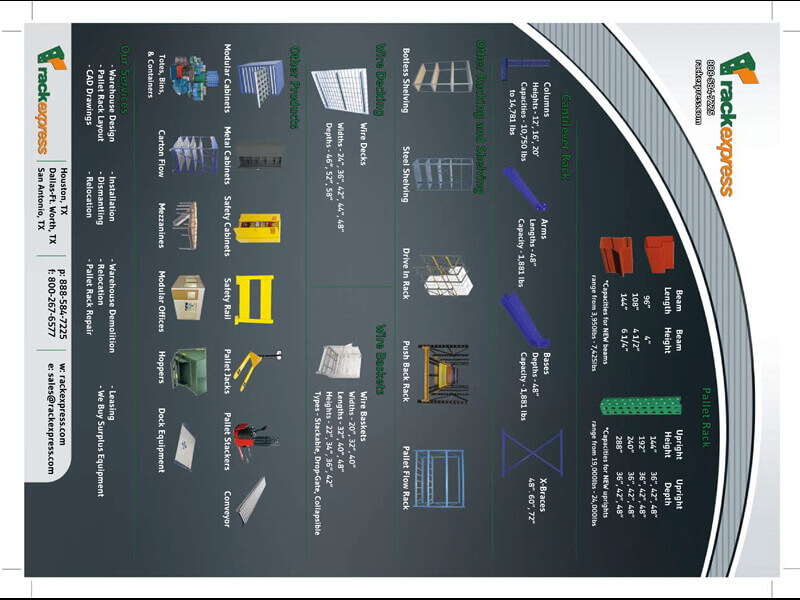 rackexpress
888-584-7225
rackexpress.com
Pallet Rack
Beam Length
Beam Height
96" 4"
108" 4 1/2"
144" 6 1/4"
*Capacities for NEW beams
range from 3,950lbs - 7,425lbs
Upright Height
Upright Depth
144" 36", 42", 48"
192" 36", 42", 48"
240" 36", 42", 48"
288" 36", 42", 48"
*Capacities for NEW uprights
range from 19,000lbs - 24,000lbs
Cantilever Rack
Columns
Heights - 12', 16', 20'
Capacities - 10,750 lbs
to 14,781 lbs
Arms
Lengths - 48"
Capacity - 1,881 lbs
Bases
Depths - 48"
Capacity - 1,881 lbs
X-Braces
48", 60", 72"
Other Racking and Shelving
Botless Shelving
Steel Shelving
Drive In Rack
Push Back Rack
Pallet Flow Rack
Wire Decking
Wire Decks
Widths - 24", 36", 42", 44", 48"
Depths - 46", 52", 58"
Wire Baskets
Wire Baskets
Widths - 20", 32", 40"
Lengths - 32", 40", 48"
Heights - 22", 34", 36", 42"
Types - Stackable, Drop-Gate, Collapsible
Other Products
Modular Cabinets
Metal Cabinets
Safety Cabinets
Safety Rail
Pallet Jacks
Pallet Stackers
Conveyor
Totes, Bins,
& Containers
Carton Flow
Mezzanines
Modular Offices
Hoppers
Dock Equipment
Our Services
- Warehouse Design
- Pallet Rack Layout
- CAD Drawings
- Installation
- Dismantling
- Relocation
- Warehouse Demolition
- Relocation
- Pallet Rack Repair
- Leasing
- We Buy Surplus Equipment
rackexpress
Houston, TX
Dallas-Ft. Worth, TX
San Antonio, TX
p: 888-584-7225
f: 800-267-6577
w: rackexpress.com
e: sales@rackexpress.com